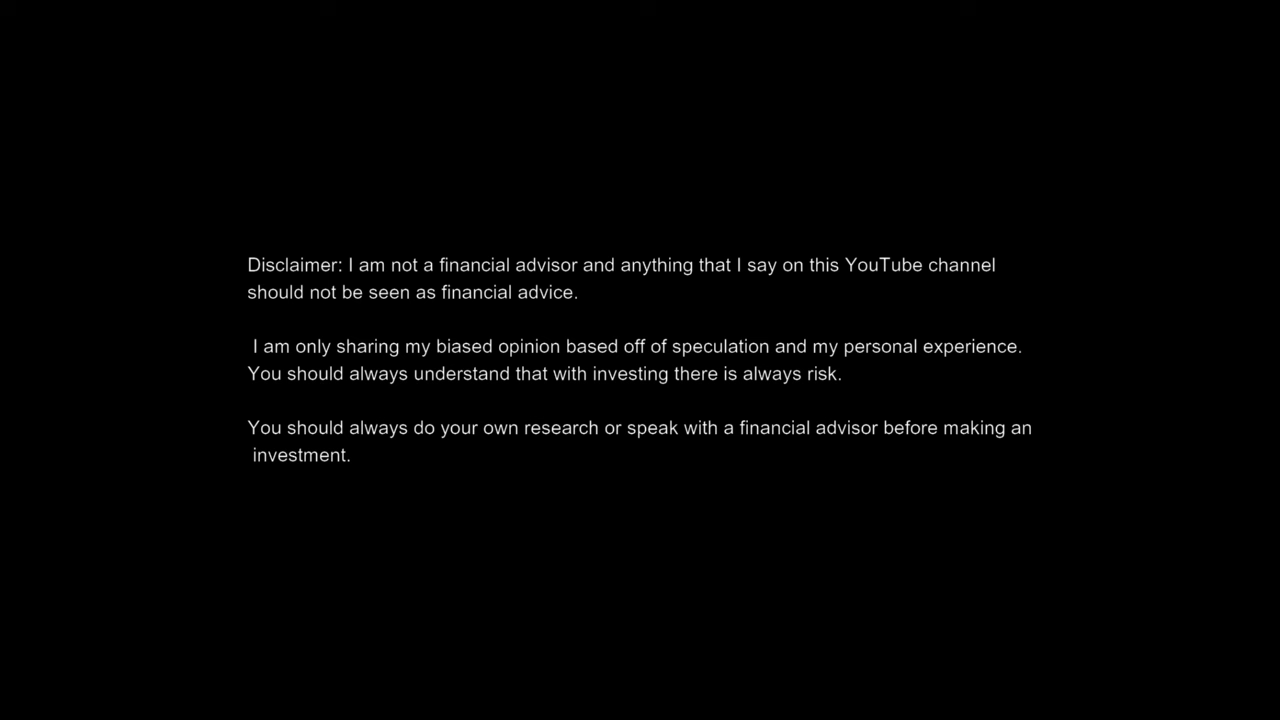 Disclaimer: I am not a financial advisor and anything that I say on this YouTube channel
should not be seen as financial advice.
I am only sharing my biased opinion based off of speculation and my personal experience.
You should always understand that with investing there is always risk.
You should always do your own research or speak with a financial advisor before making an
investment.